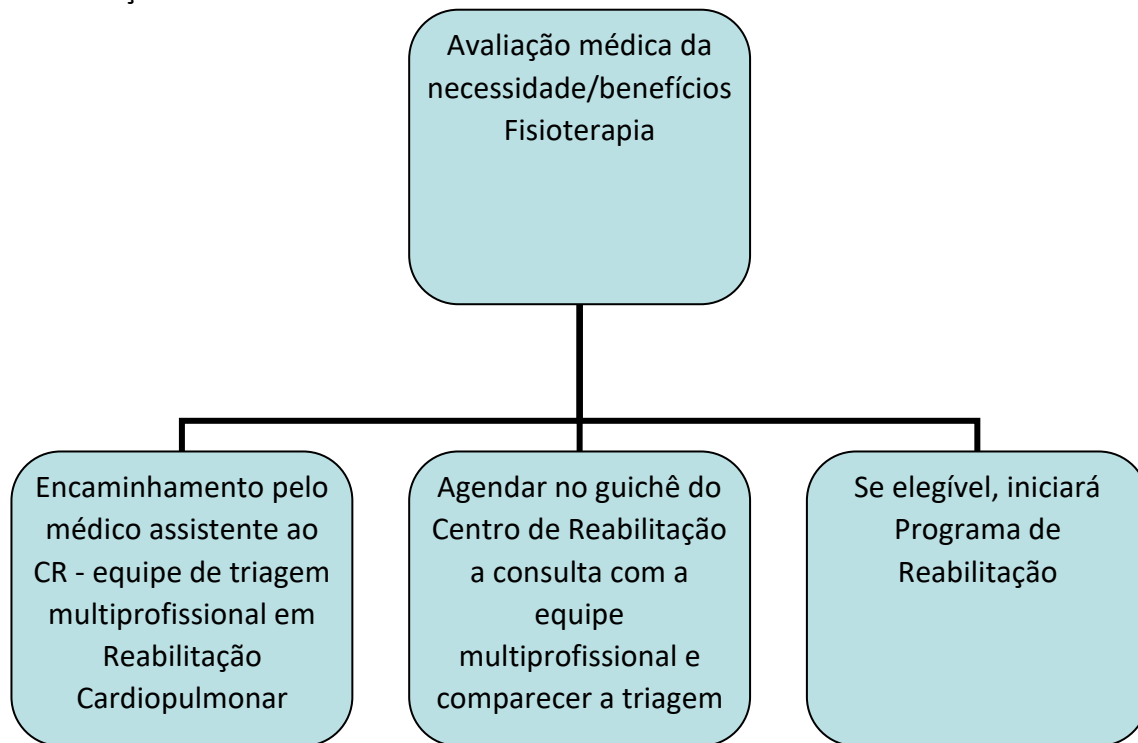 Avaliação médica da
necessidade/benefícios
Fisioterapia
Encaminhamento pelo
médico assistente ao
CR - equipe de triagem
multiprofissional em
Reabilitação
Cardiopulmonar
Agendar no guichê do
Centro de Reabilitação
a consulta com a
equipe
multiprofissional e
comparecer a triagem
Se elegível, iniciará
Programa de
Reabilitação